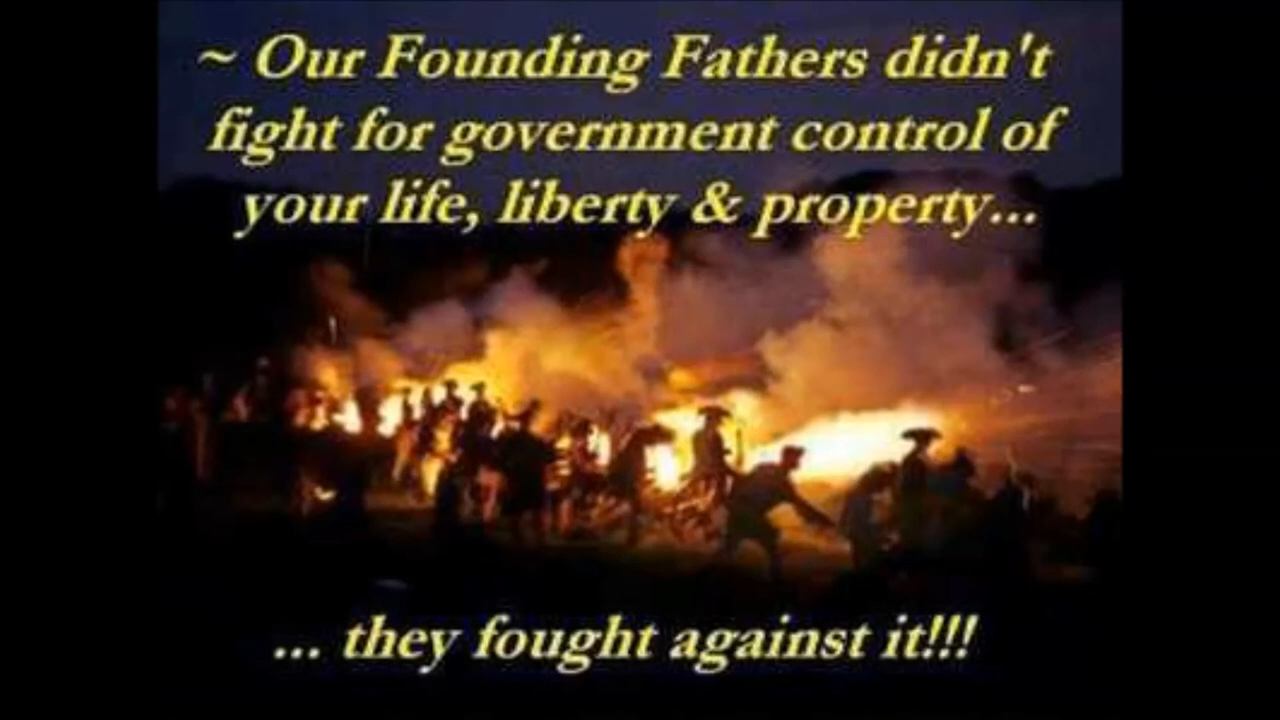 ~ Our Founding Fathers didn't
fight for government control of
your life, liberty & property...
... they fought against it!!!